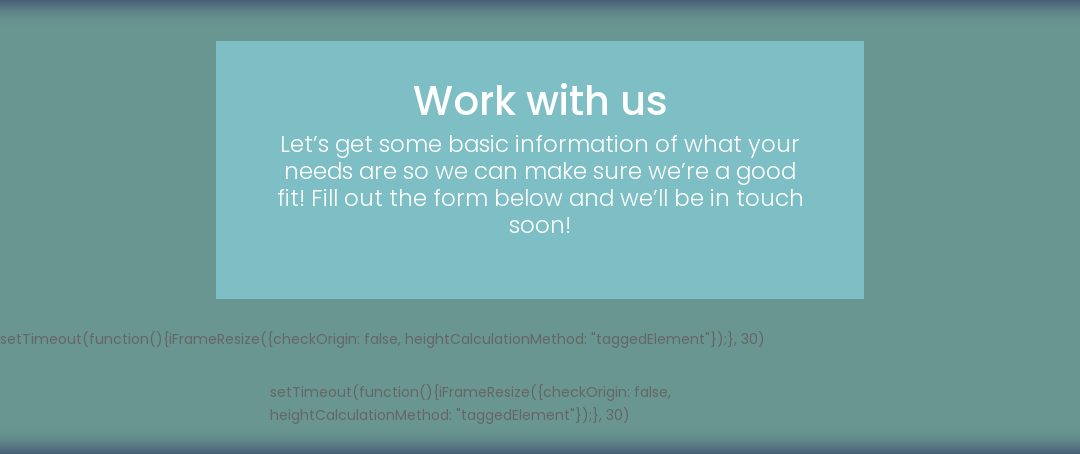 Work with us
Let’s get some basic information of what your
needs are so we can make sure we’re a good
fit! Fill out the form below and we’ll be in touch
soon!
setTimeout(function(){iFrameResize({checkOrigin: false, heightCalculationMethod: "taggedElement"});}, 30)
setTimeout(function(){iFrameResize({checkOrigin: false,
heightCalculationMethod: "taggedElement"});}, 30)